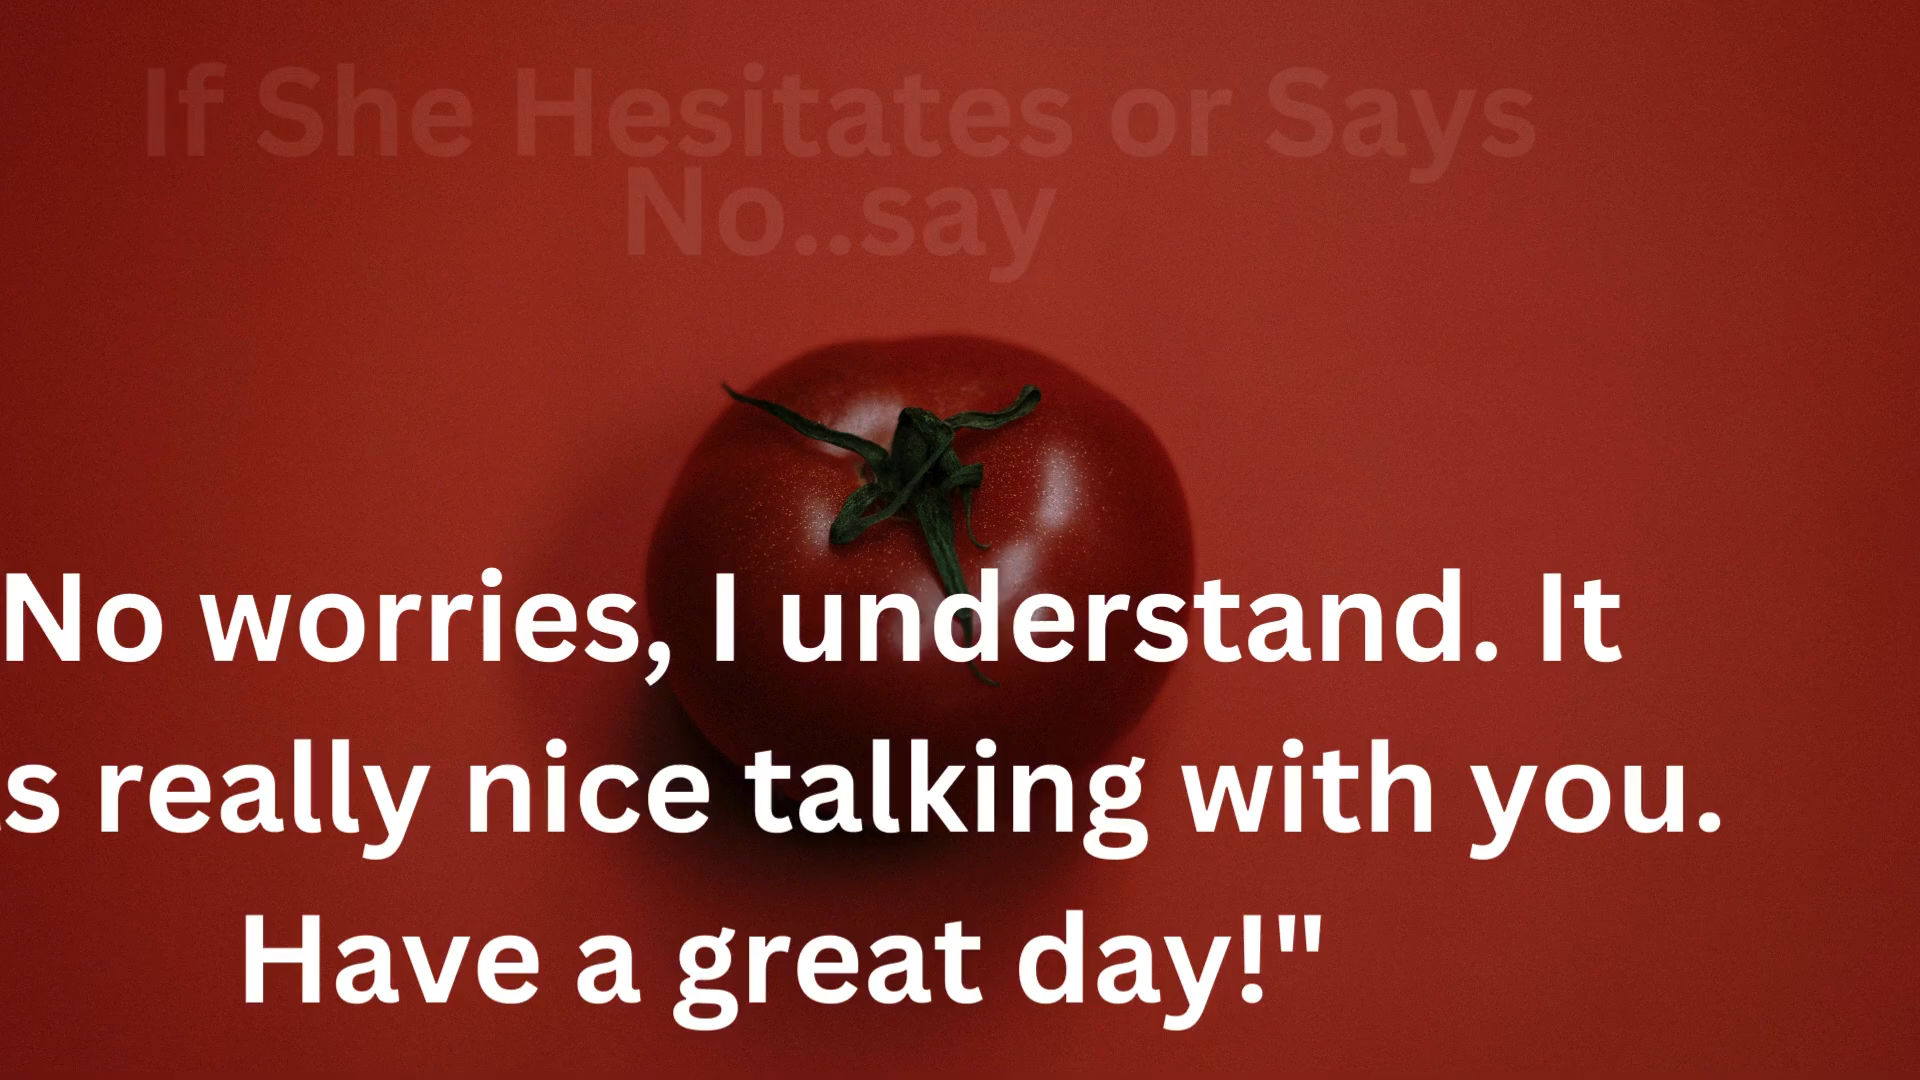 If She Hesitates or Says
No..say
No worries, I understand. It
s really nice talking with you.
Have a great day!"